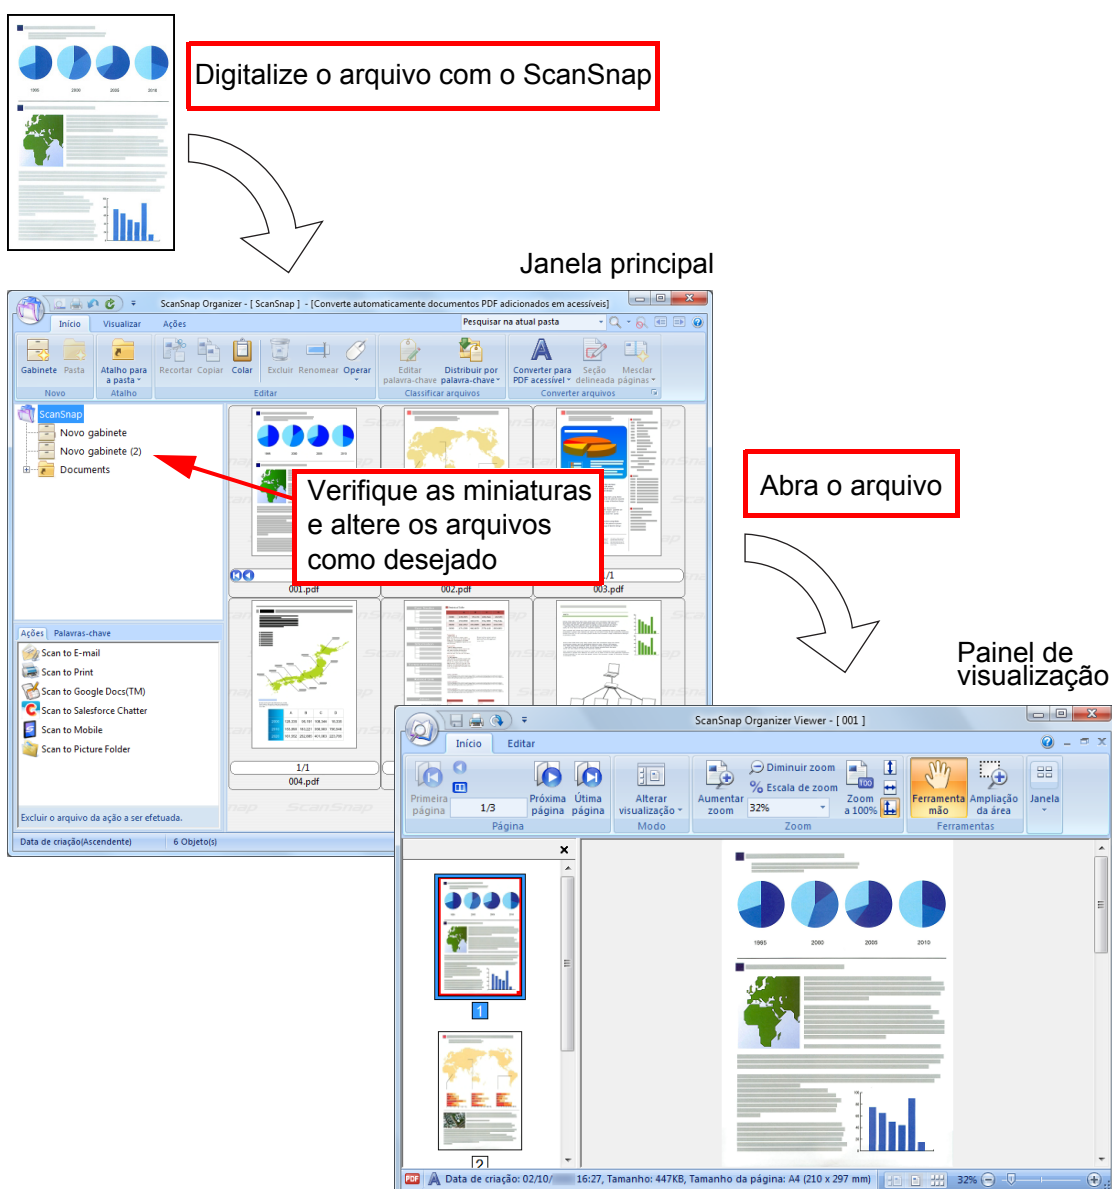 Digitalize o arquivo com o ScanSnap
Janela principal
ScanSnap Organizer - [ ScanSnap ] - [Converte automaticamente documentos PDF adicionados em acessíveis]
Início Visualizar Ações
Pesquisar na atual pasta
Gabinete Pasta
Novo
Atalho para
a pasta
Atalho
Recortar Copiar Colar Excluir Renomear Operar
Editar
Editar
palavra-chave
Distribuir por
palavra-chave
Classificar arquivos
Converter para
PDF acessível
Seção
delineada
Mesclar
páginas
Converter arquivos
ScanSnap
Novo gabinete
Novo gabinete (2)
Documents
Verifique as miniaturas
e altere os arquivos
como desejado
001.pdf
002.pdf
/1
003.pdf
1/1
004.pdf
Ações Palavras-chave
Scan to E-mail
Scan to Print
Scan to Google Docs(TM)
Scan to Salesforce Chatter
Scan to Mobile
Scan to Picture Folder
Excluir o arquivo da ação a ser efetuada.
Data de criação(Ascendente) 6 Objeto(s)
Abra o arquivo
Painel de
visualização
ScanSnap Organizer Viewer - [ 001 ]
Início Editar
Primeira
página
1/3
Próxima
página
Útima
página
Página
Alterar
visualização
Modo
Aumentar
zoom
Diminuir zoom
Escala de zoom
32%
Zoom
a 100%
Zoom
Ferramenta
mão
Ampliação
da área
Ferramentas
Janela
1
2
1995 2000 2005 2010
PDF Data de criação: 02/10/ 16:27, Tamanho: 447KB, Tamanho da página: A4 (210 x 297 mm) 32%